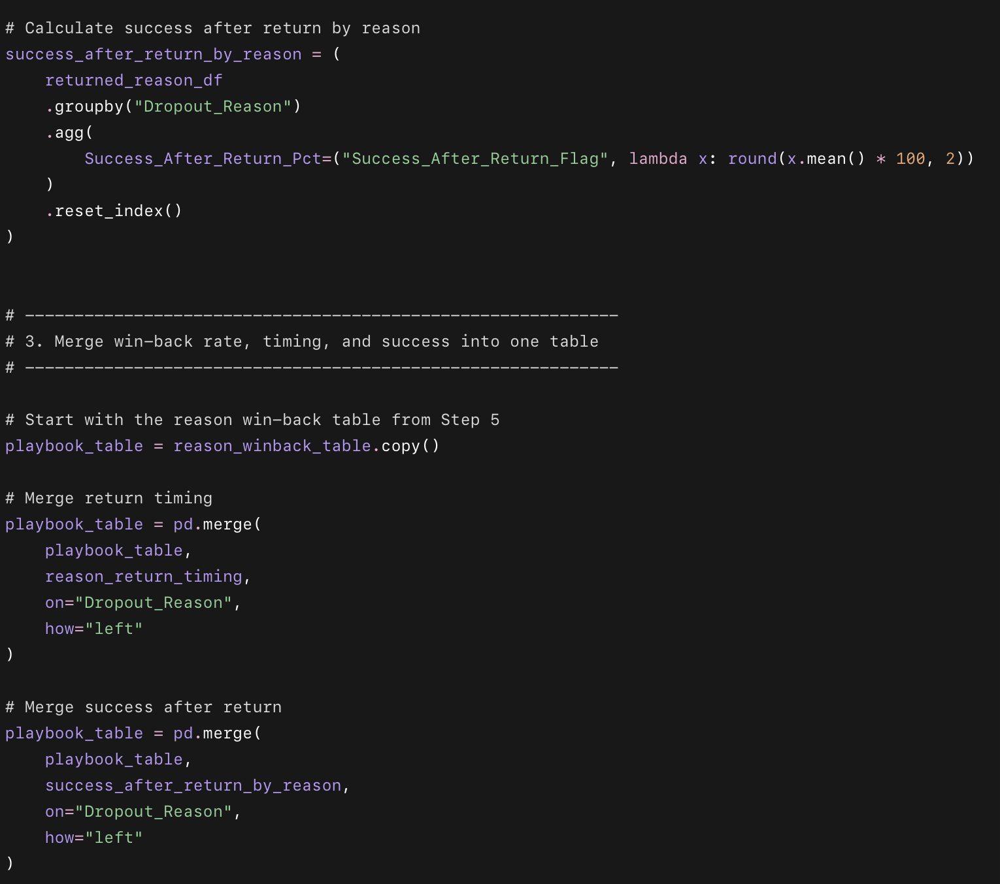 # Calculate success after return by reason
success_after_return_by_reason = (
    returned_reason_df
    .groupby("Dropout_Reason")
    .agg(
        Success_After_Return_Pct=("Success_After_Return_Flag", lambda x: round(x.mean() * 100, 2))
    )
    .reset_index()
)
# ------------------------------------------------------------
# 3. Merge win-back rate, timing, and success into one table
# ------------------------------------------------------------
# Start with the reason win-back table from Step 5
playbook_table = reason_winback_table.copy()
# Merge return timing
playbook_table = pd.merge(
    playbook_table,
    reason_return_timing,
    on="Dropout_Reason",
    how="left"
)
# Merge success after return
playbook_table = pd.merge(
    playbook_table,
    success_after_return_by_reason,
    on="Dropout_Reason",
    how="left"
)